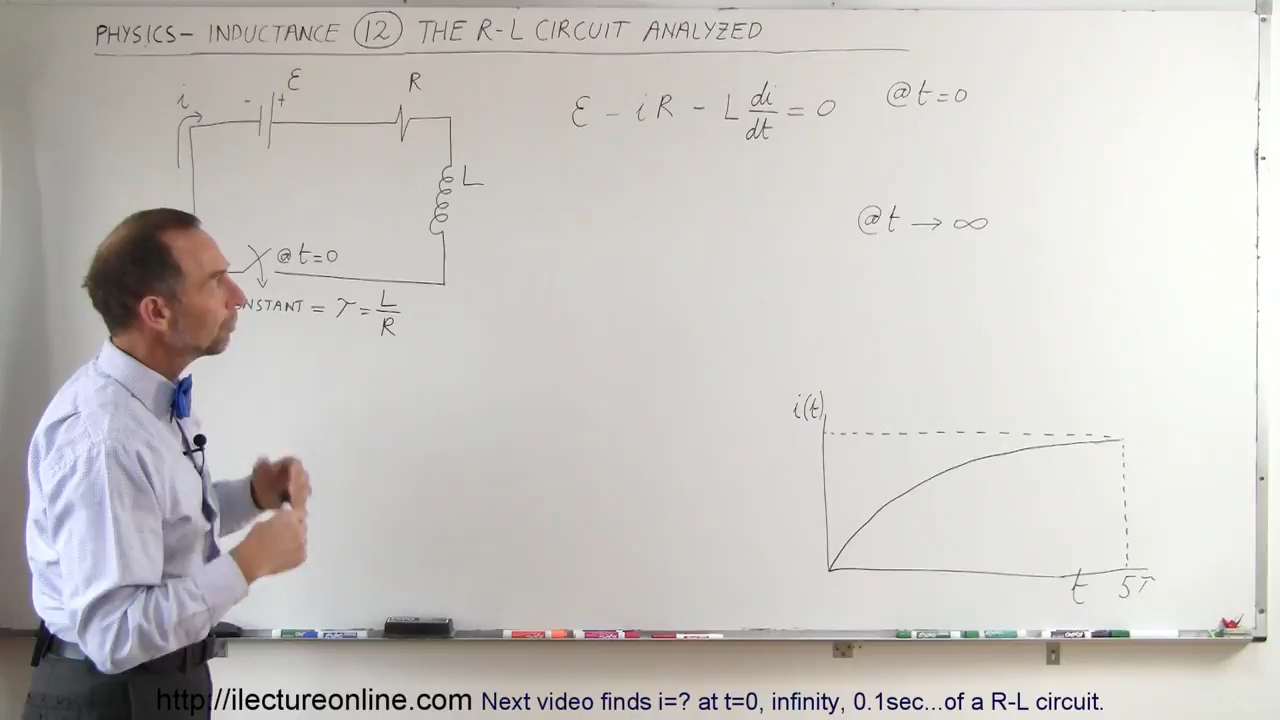 PHYSICS- INDUCTANCE 12 THE R-L CIRCUIT ANALYZED
i
- ℰ +
R
L
@ t=0
= τ = L/R
ℰ - iR - L di/dt = 0
@ t=0
@ t → ∞
i(t)
t
5τ
http://ilectureonline.com Next video finds i=? at t=0, infinity, 0.1sec...of a R-L circuit.